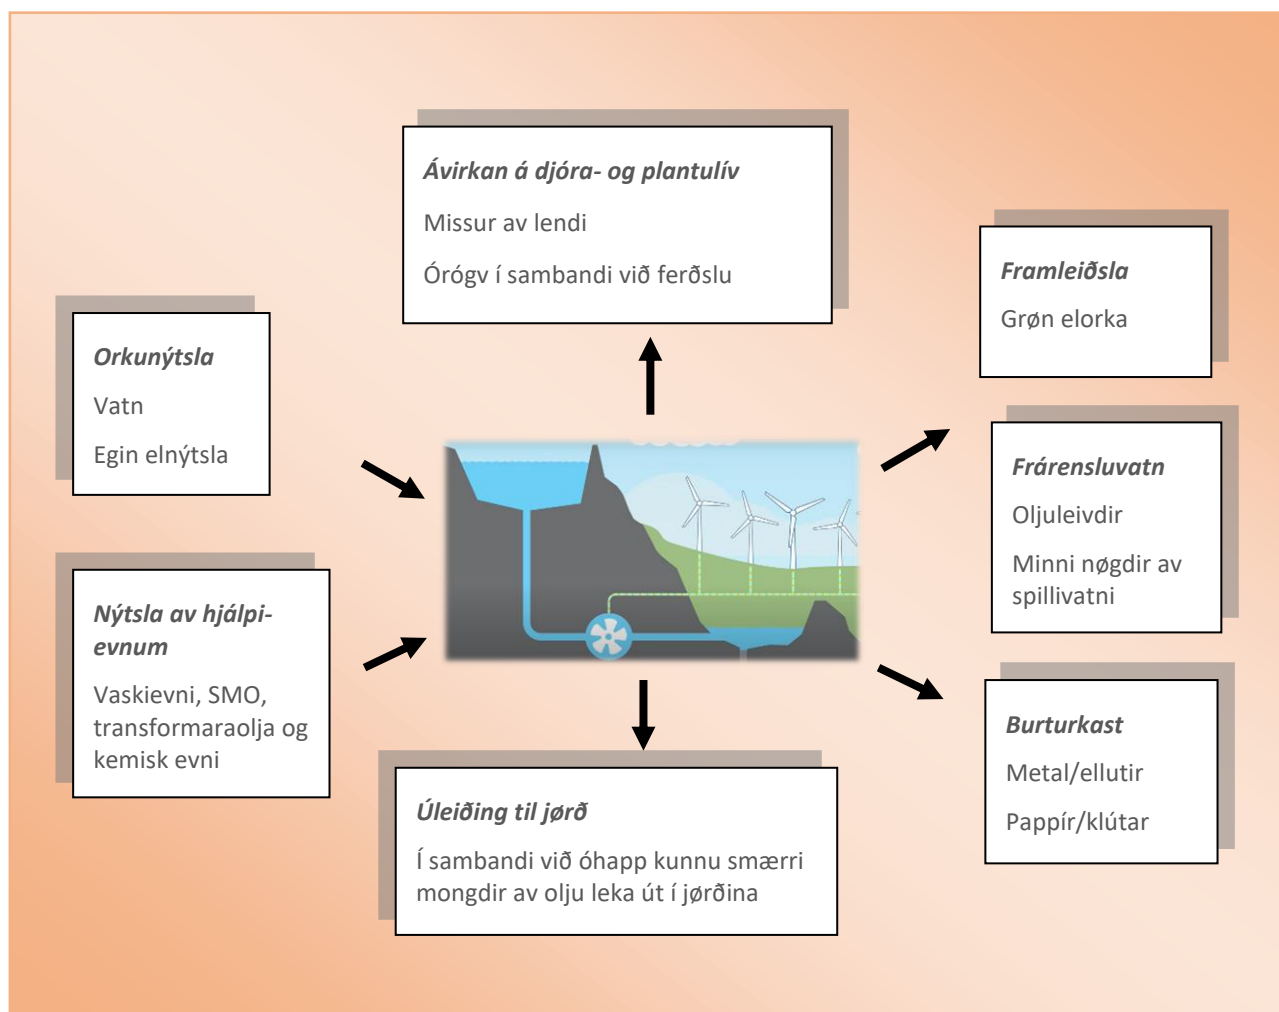 Ávirkan á djóra- og plantulív
Missur av lendi
Órógv í sambandi við ferðslu
Framleiðsla
Grøn elorka
Orkunýtsla
Vatn
Egin elnýtsla
Frárensluvatn
Oljuleivdir
Minni nøgdir av
spillivatni
Nýtsla av hjálpi-
evnum
Vaskievni, SMO,
transformaraolja og
kemisk evni
Burturkast
Metal/ellutir
Pappír/klútar
Úleiðing til jørð
Í sambandi við óhapp kunnu smærri
mongdir av olju leka út í jørðina